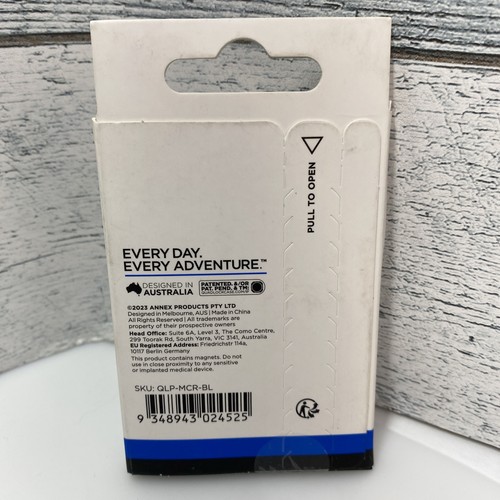 PULL TO OPEN
EVERY DAY.
EVERY ADVENTURE.™
DESIGNED IN
AUSTRALIA
PATENTED. &/OR
PAT. PEND. & TM:
©2023 ANNEX PRODUCTS PTY LTD
Designed in Melbourne, AUS | Made in China
All Rights Reserved | All trademarks are
property of their prospective owners
Head Office: Suite 6A, Level 3, The Como Centre,
299 Toorak Rd, South Yarra, VIC 3141, Australia
EU Registered Address: Friedrichstr 114a,
10117 Berlin Germany
This product contains magnets. Do not
use in close proximity to any sensitive
or implanted medical device.
SKU: QLP-MCR-BL
9 348943 024525